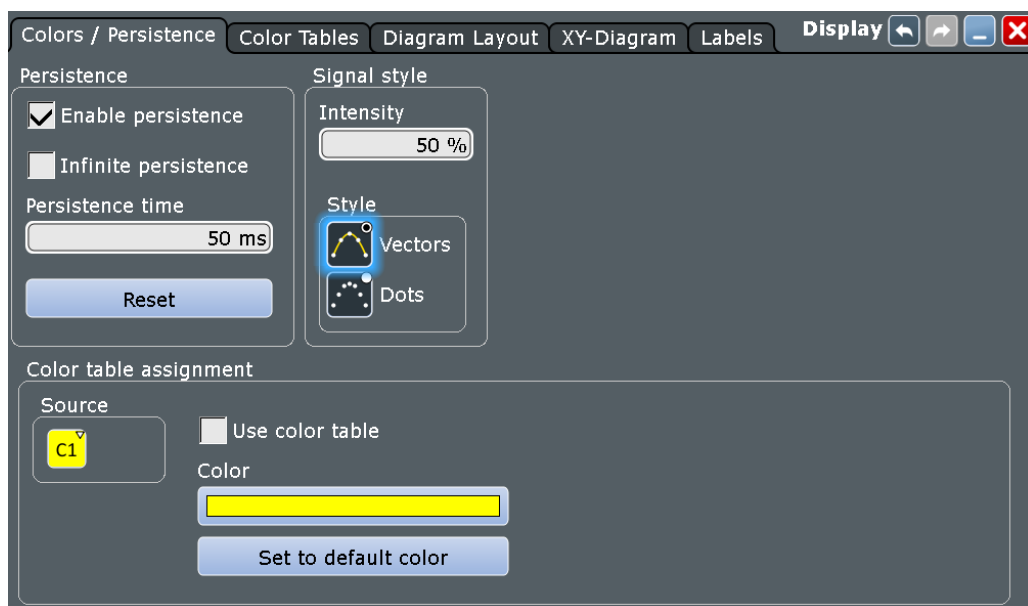 Colors / Persistence Color Tables Diagram Layout XY-Diagram Labels Display
Persistence
Enable persistence
Infinite persistence
Persistence time
50 ms
Reset
Signal style
Intensity
50 %
Style
Vectors
Dots
Color table assignment
Source
C1
Use color table
Color
Set to default color